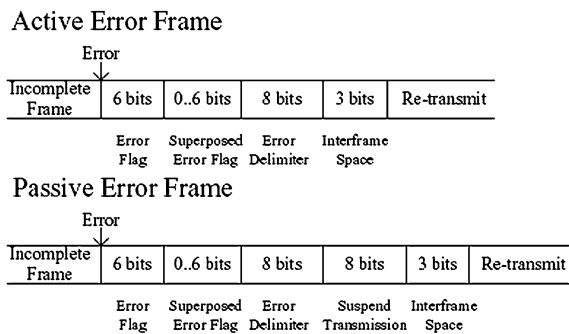 Active Error Frame
Error
Incomplete Frame 6 bits 0..6 bits 8 bits 3 bits Re-transmit
Error Flag Superposed Error Flag Error Delimiter Interframe Space
Passive Error Frame
Error
Incomplete Frame 6 bits 0..6 bits 8 bits 8 bits 3 bits Re-transmit
Error Flag Superposed Error Flag Error Delimiter Suspend Transmission Interframe Space